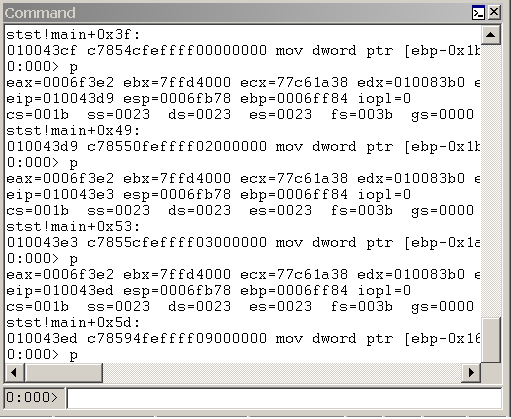 Command
stst!main+0x3f:
010043cf c7854cfeffff00000000 mov dword ptr [ebp-0x1b
0:000> p
eax=0006f3e2 ebx=7ffd4000 ecx=77c61a38 edx=010083b0 e
eip=010043d9 esp=0006fb78 ebp=0006ff84 iopl=0
cs=001b  ss=0023  ds=0023  es=0023  fs=003b  gs=0000
stst!main+0x49:
010043d9 c78550feffff02000000 mov dword ptr [ebp-0x1b
0:000> p
eax=0006f3e2 ebx=7ffd4000 ecx=77c61a38 edx=010083b0 e
eip=010043e3 esp=0006fb78 ebp=0006ff84 iopl=0
cs=001b  ss=0023  ds=0023  es=0023  fs=003b  gs=0000
stst!main+0x53:
010043e3 c7855cfeffff03000000 mov dword ptr [ebp-0x1a
0:000> p
eax=0006f3e2 ebx=7ffd4000 ecx=77c61a38 edx=010083b0 e
eip=010043ed esp=0006fb78 ebp=0006ff84 iopl=0
cs=001b  ss=0023  ds=0023  es=0023  fs=003b  gs=0000
stst!main+0x5d:
010043ed c78594feffff09000000 mov dword ptr [ebp-0x16
0:000> p
0:000>